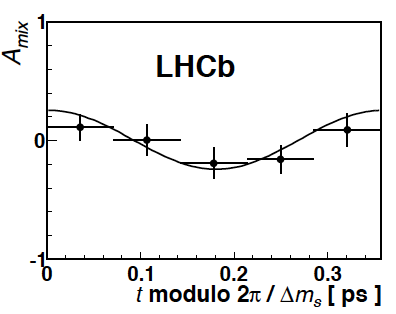 1
A_mix
LHCb
0
-1
0 0.1 0.2 0.3
t modulo 2π / Δm_s [ ps ]